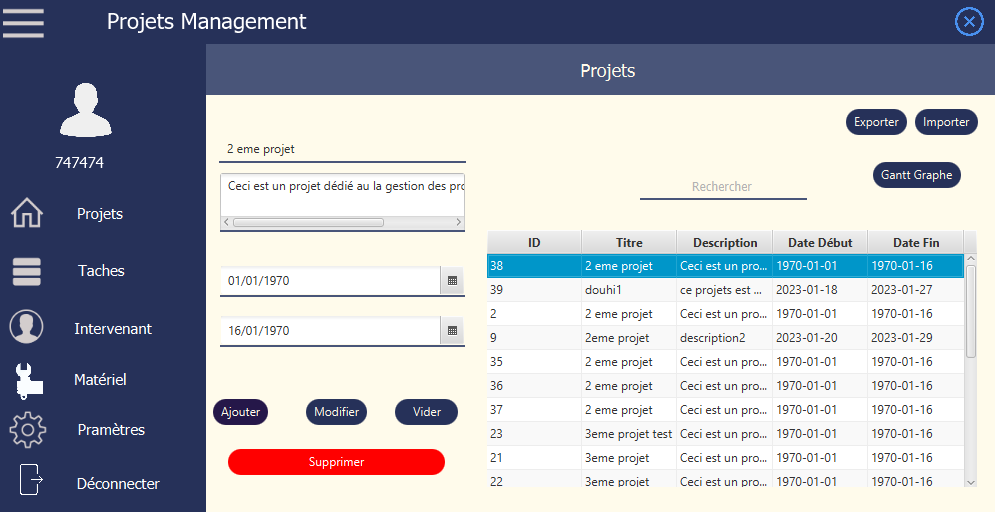 Projets Management
747474
Projets
Taches
Intervenant
Matériel
Pramètres
Déconnecter
Projets
Exporter Importer
Gantt Graphe
2 eme projet
Ceci est un projet dédié au la gestion des pro
01/01/1970
16/01/1970
Ajouter Modifier Vider
Supprimer
Rechercher
ID Titre Description Date Début Date Fin
38 2 eme projet Ceci est un pro... 1970-01-01 1970-01-16
39 douhi1 ce projets est ... 2023-01-18 2023-01-27
2 2 eme projet Ceci est un pro... 1970-01-01 1970-01-16
9 2eme projet description2 2023-01-20 2023-01-29
35 2 eme projet Ceci est un pro... 1970-01-01 1970-01-16
36 2 eme projet Ceci est un pro... 1970-01-01 1970-01-16
37 2 eme projet Ceci est un pro... 1970-01-01 1970-01-16
23 3eme projet test Ceci est un pro... 1970-01-01 1970-01-16
21 3eme projet Ceci est un pro... 1970-01-01 1970-01-16
22 3eme projet Ceci est un pro... 1970-01-01 1970-01-16